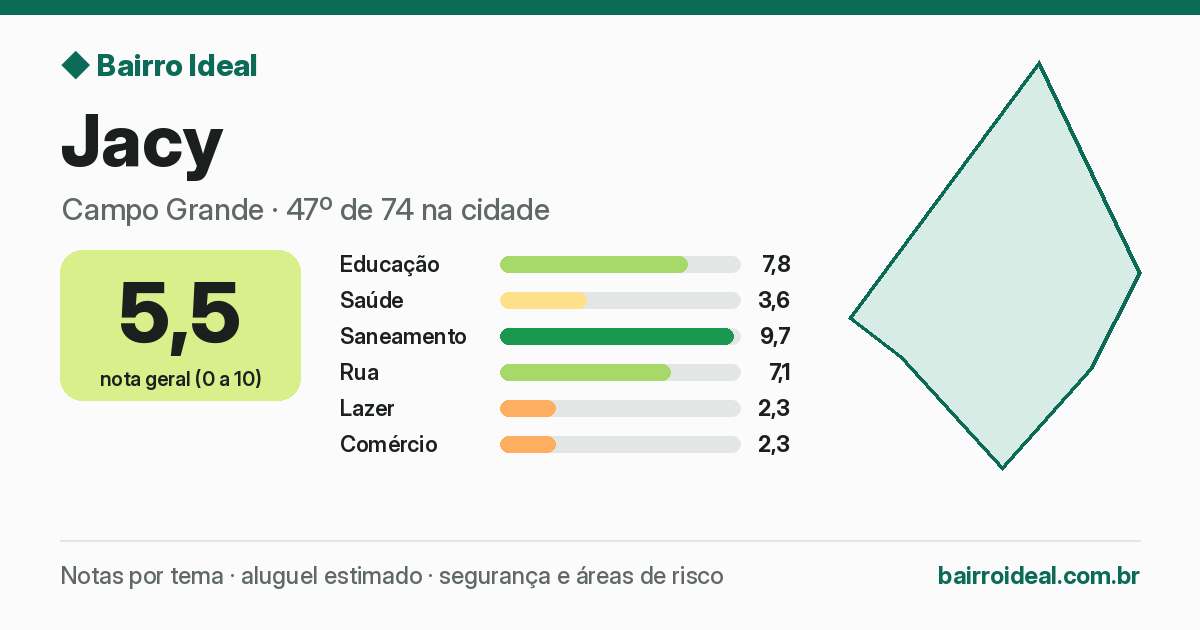 Bairro Ideal
Jacy
Campo Grande · 47º de 74 na cidade
5,5
nota geral (0 a 10)
Educação 7,8
Saúde 3,6
Saneamento 9,7
Rua 7,1
Lazer 2,3
Comércio 2,3
Notas por tema · aluguel estimado · segurança e áreas de risco
bairroideal.com.br